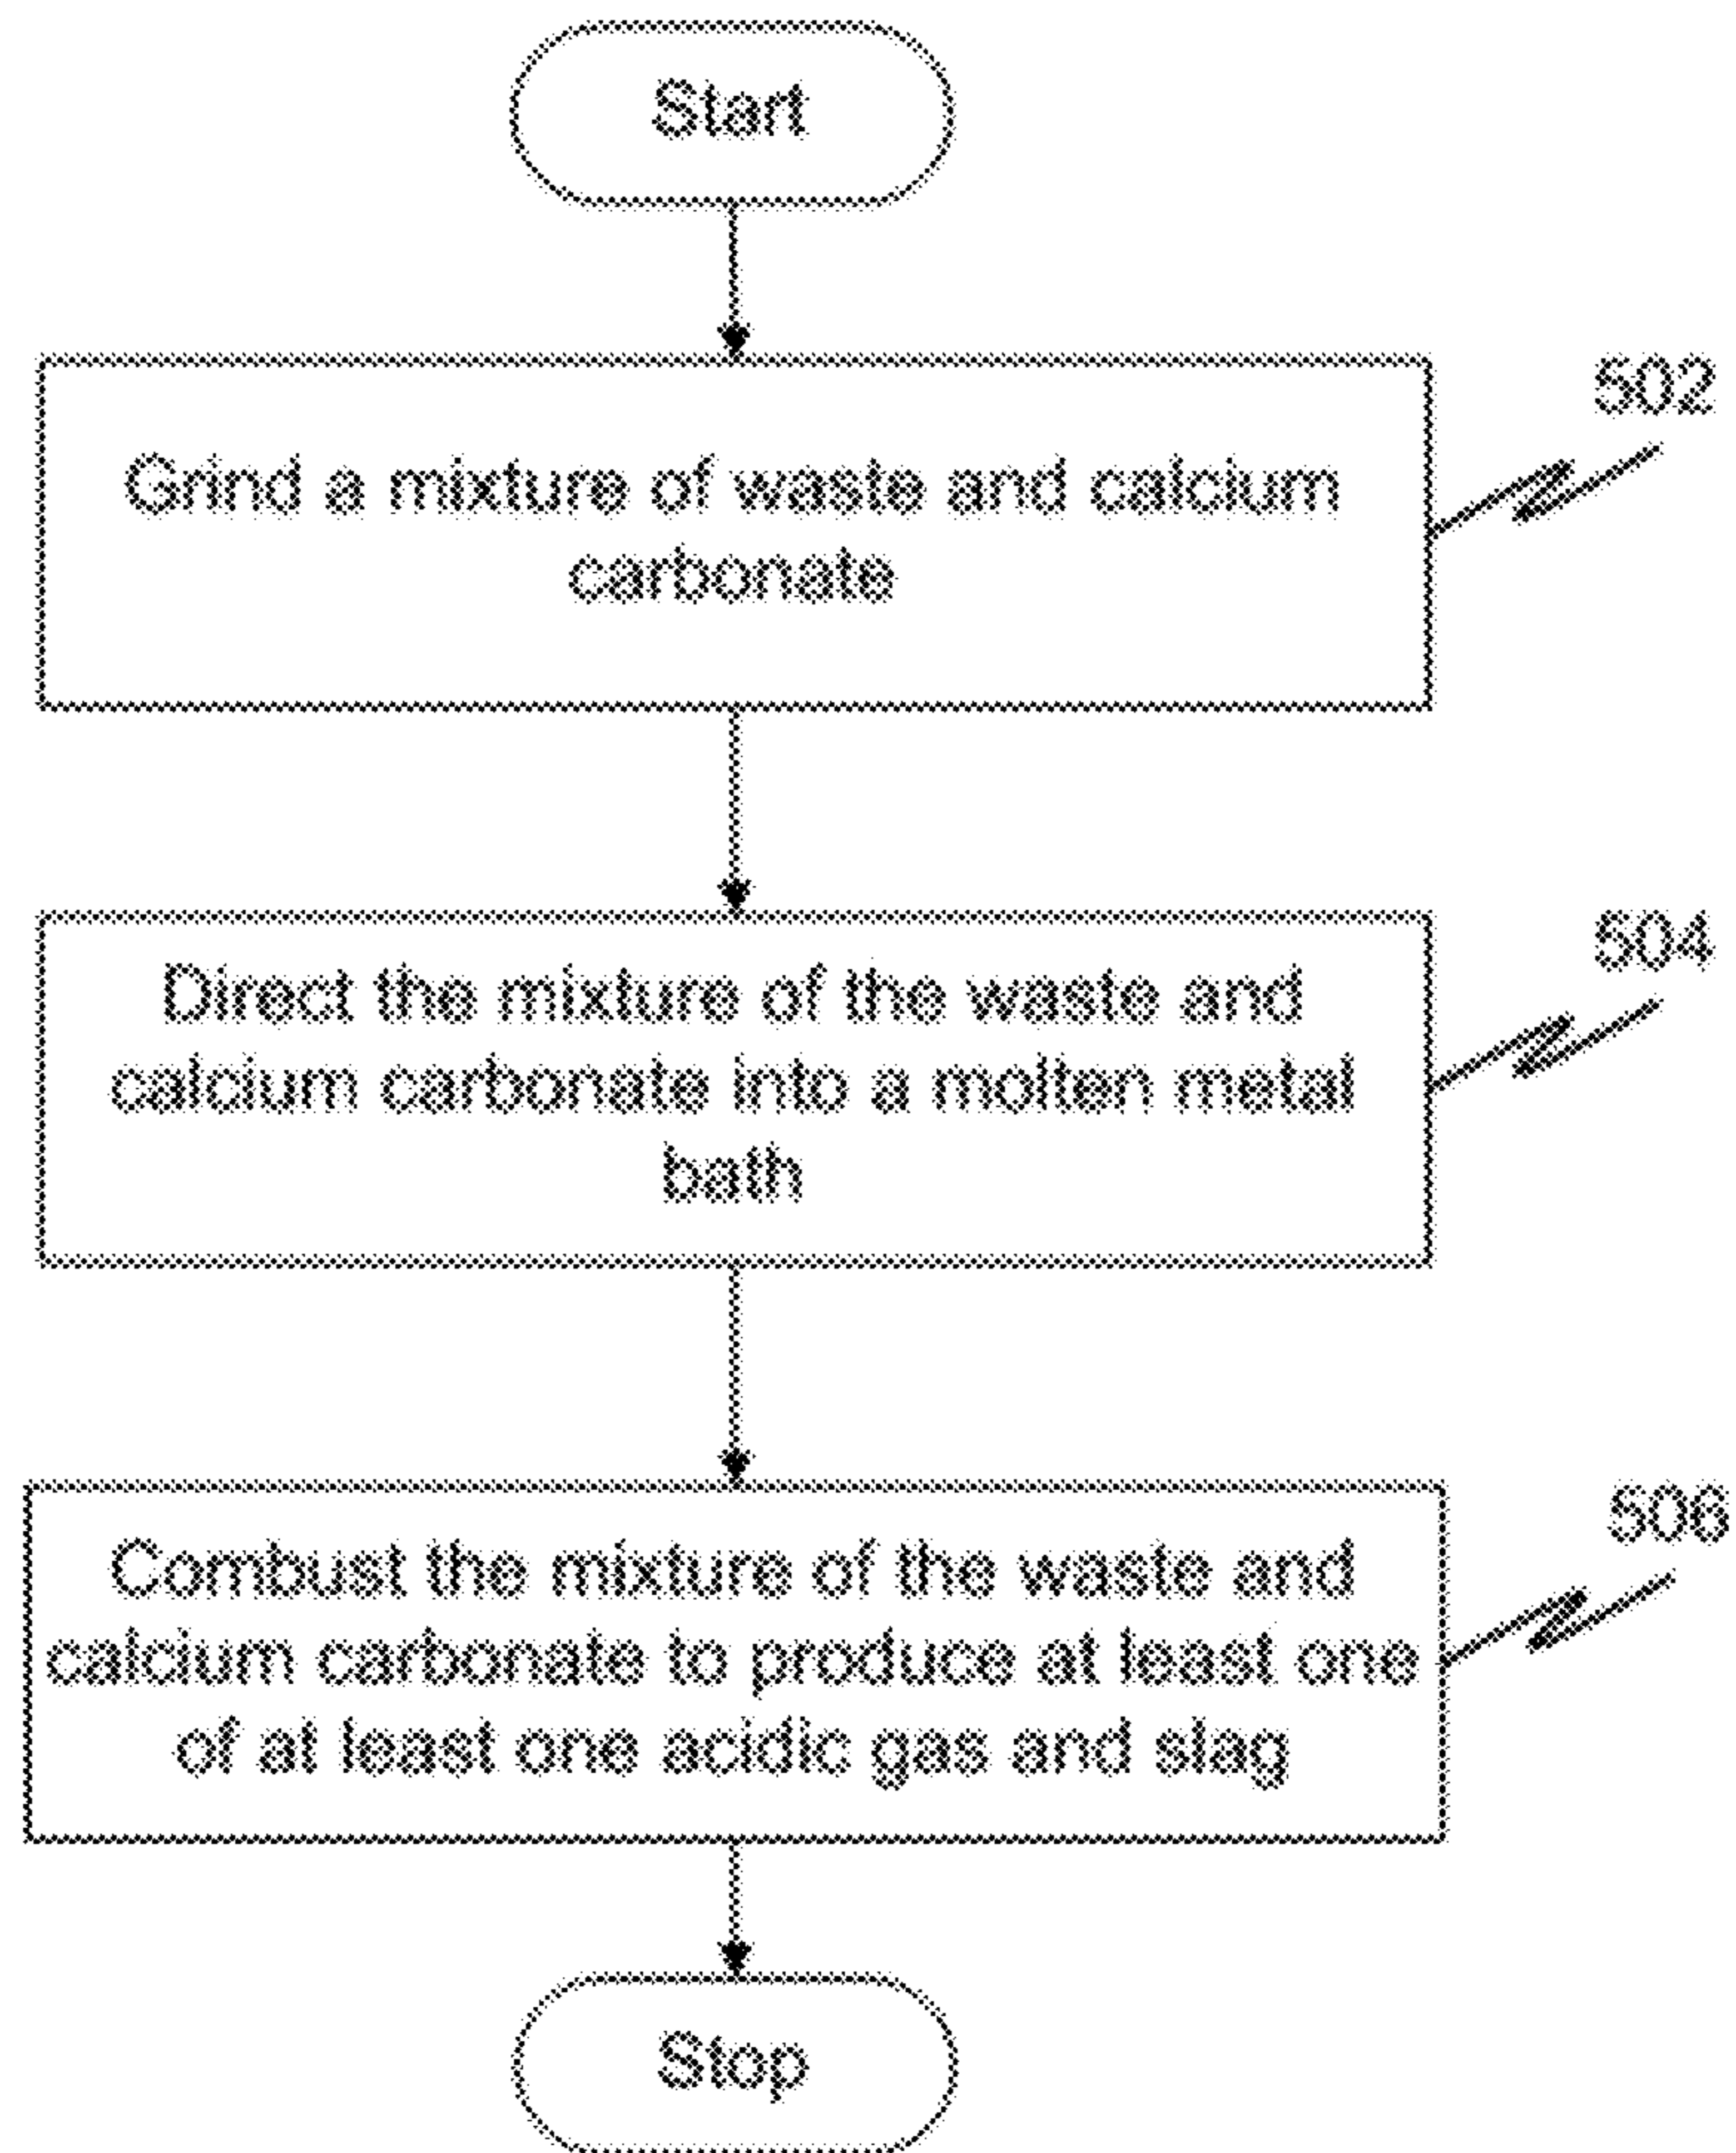 Start
502
Grind a mixture of waste and calcium
carbonate
504
Direct the mixture of the waste and
calcium carbonate into a molten metal
bath
506
Combust the mixture of the waste and
calcium carbonate to produce at least one
of at least one acidic gas and slag
Stop